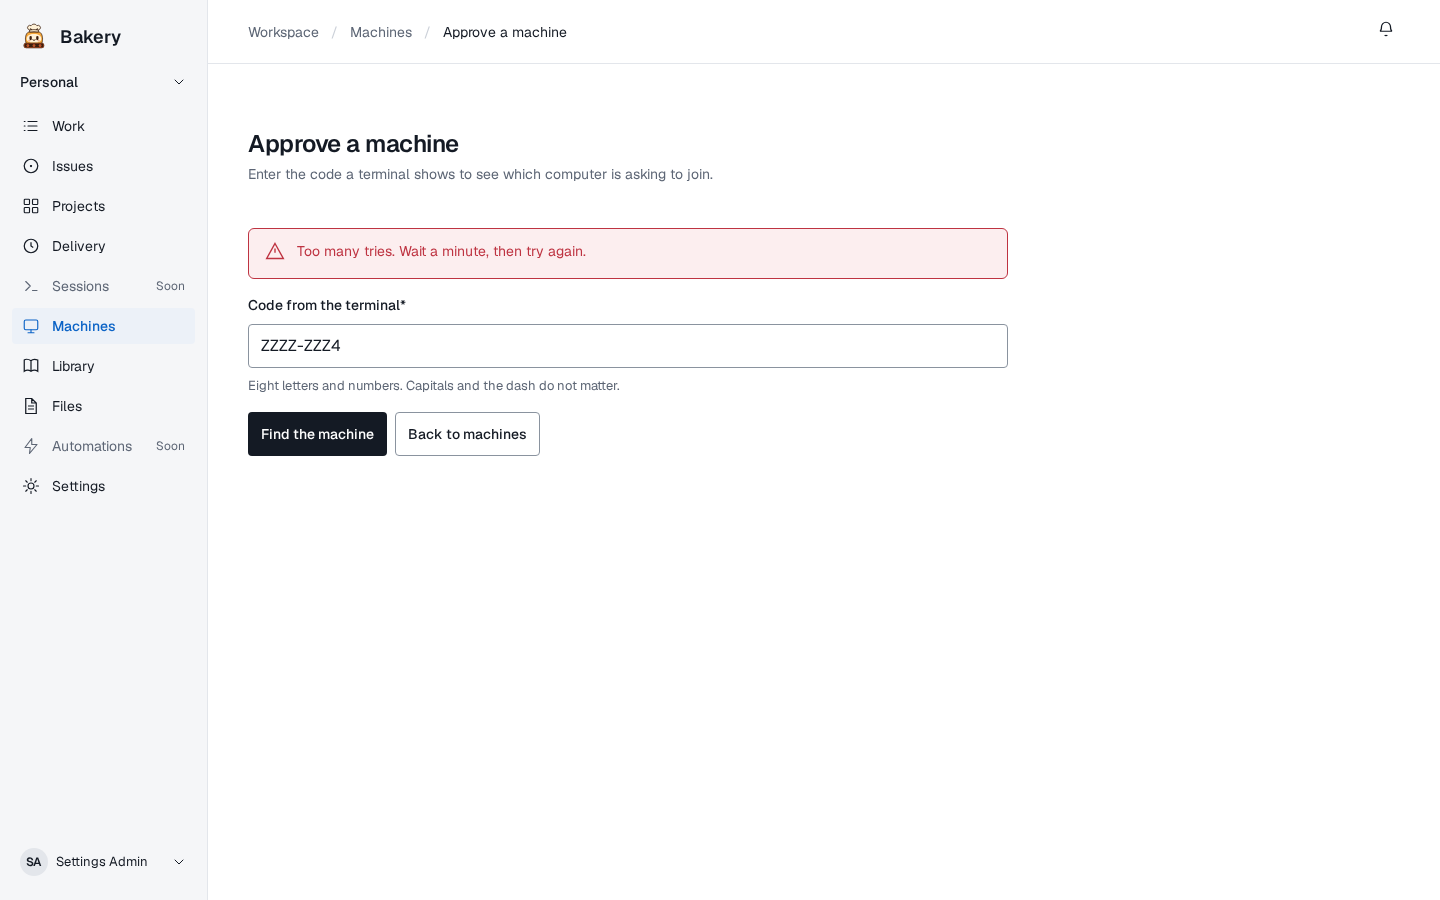 Bakery
Personal
Work
Issues
Projects
Delivery
Sessions Soon
Machines
Library
Files
Automations Soon
Settings
SA Settings Admin
Workspace / Machines / Approve a machine
Approve a machine
Enter the code a terminal shows to see which computer is asking to join.
Too many tries. Wait a minute, then try again.
Code from the terminal*
ZZZZ-ZZZ4
Eight letters and numbers. Capitals and the dash do not matter.
Find the machine Back to machines